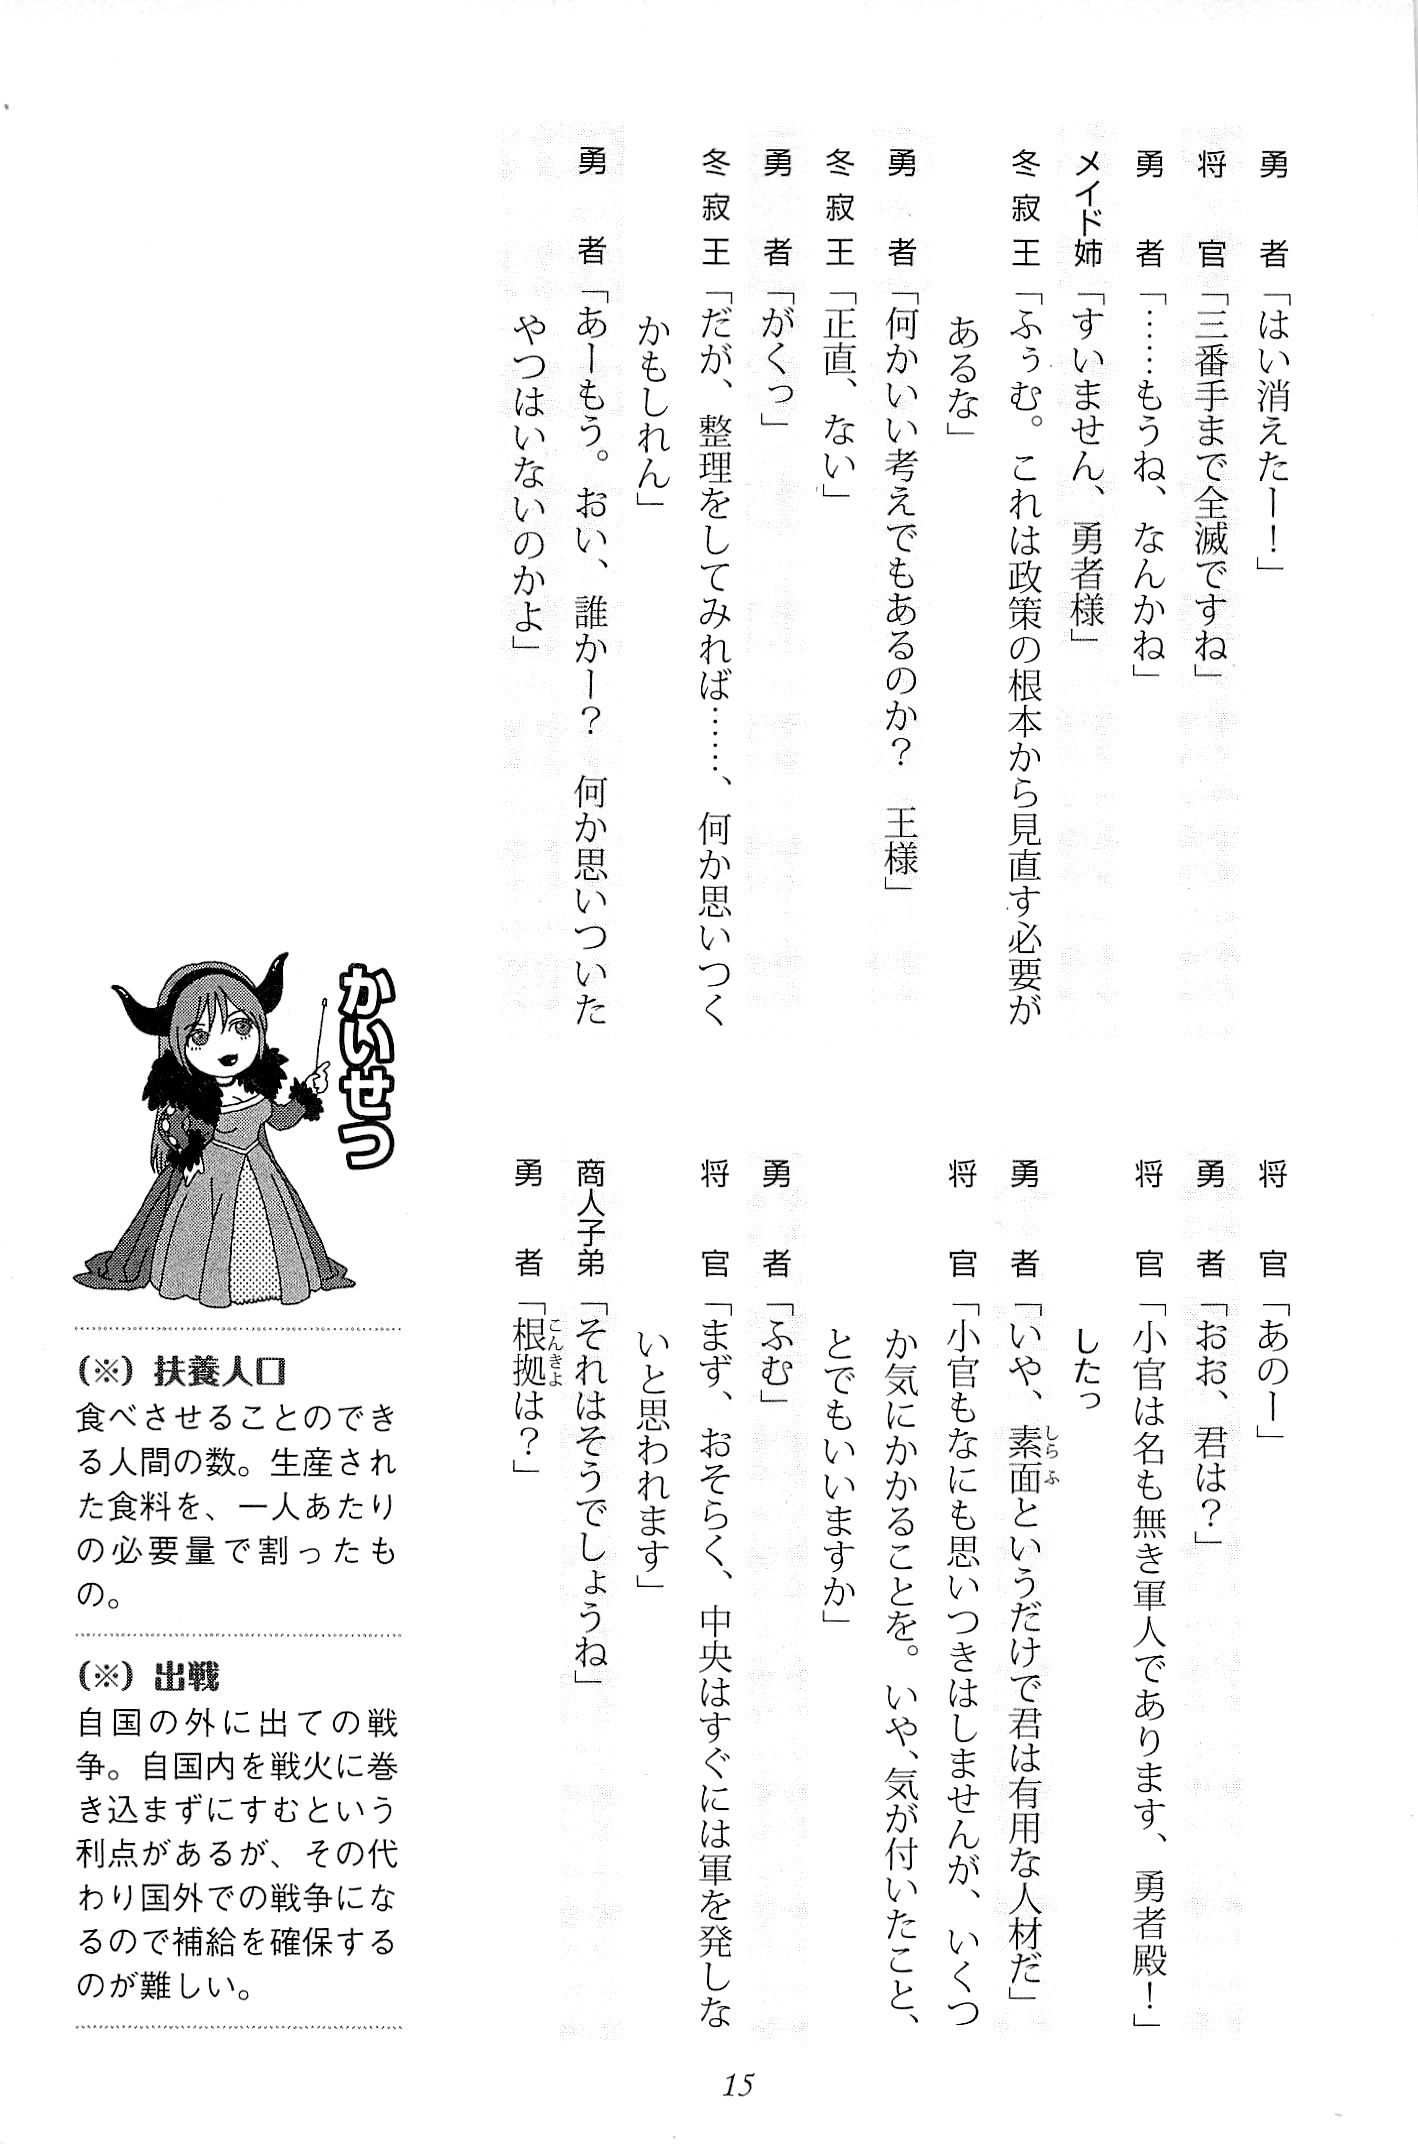 勇者「はい消えたー！」
将官「三番手まで全滅ですね」
勇者「……もうね、なんかね」
メイド姉「すいません、勇者様」
冬寂王「ふぅむ。これは政策の根本から見直す必要が
あるな」
勇者「何かいい考えでもあるのか？　王様」
冬寂王「正直、ない」
勇者「がくっ」
冬寂王「だが、整理をしてみれば……、何か思いつく
かもしれん」
勇者「あーもう。おい、誰かー？　何か思いついた
やつはいないのかよ」
将官「あのー」
勇者「おお、君は？」
将官「小官は名も無き軍人であります、勇者殿！」
したっ
勇者「いや、素面というだけで君は有用な人材だ」
しらふ
将官「小官もなにも思いつきはしませんが、いくつ
か気にかかることを。いや、気が付いたこと、
とでもいいますか」
勇者「ふむ」
将官「まず、おそらく、中央はすぐには軍を発しな
いと思われます」
商人子弟「それはそうでしょうね」
勇者「根拠は？」
こんきょ
かいせつ
（※）扶養人口
食べさせることのでき
る人間の数。生産され
た食料を、一人あたり
の必要量で割ったも
の。
（※）出戦
自国の外に出ての戦
争。自国内を戦火に巻
き込まずにすむという
利点があるが、その代
わり国外での戦争にな
るので補給を確保する
のが難しい。
15